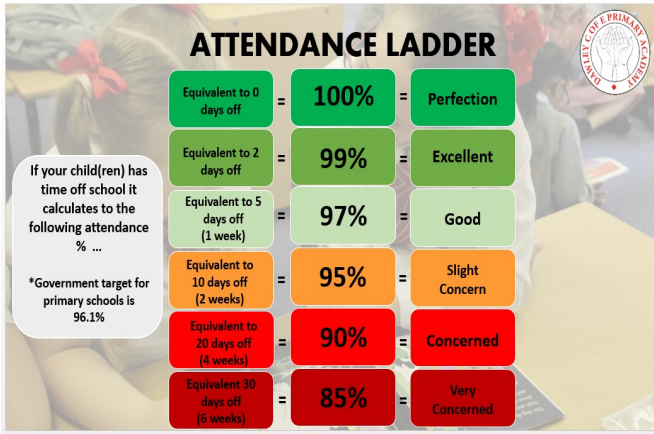 ATTENDANCE LADDER
DAWLEY C OF E PRIMARY ACADEMY
If your child(ren) has
time off school it
calculates to the
following attendance
% ...
*Government target for
primary schools is
96.1%
Equivalent to 0
days off
=
100%
=
Perfection
Equivalent to 2
days off
=
99%
=
Excellent
Equivalent to 5
days off
(1 week)
=
97%
=
Good
Equivalent to
10 days off
(2 weeks)
=
95%
=
Slight
Concern
Equivalent to
20 days off
(4 weeks)
=
90%
=
Concerned
Equivalent 30
days off
(6 weeks)
=
85%
=
Very
Concerned